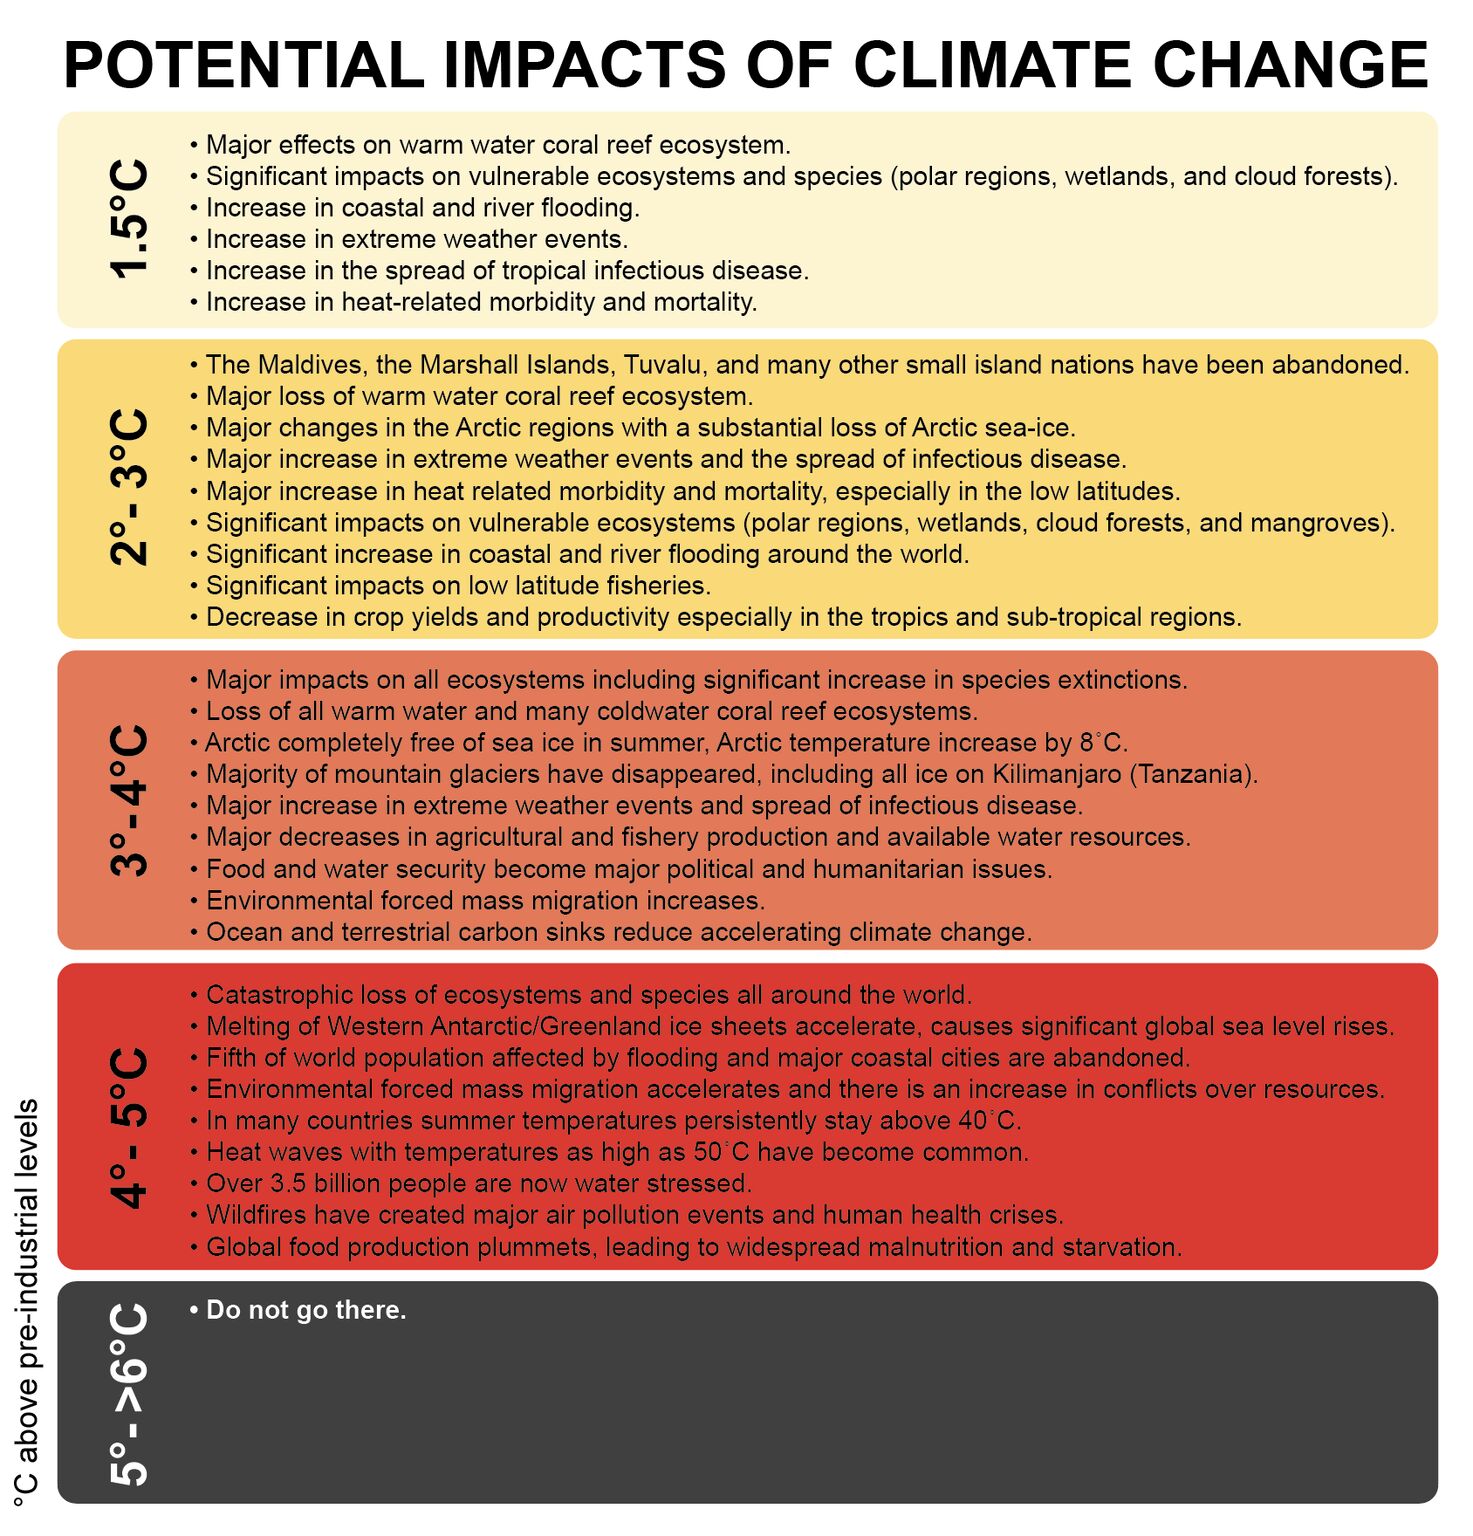 POTENTIAL IMPACTS OF CLIMATE CHANGE
1.5°C
• Major effects on warm water coral reef ecosystem.
• Significant impacts on vulnerable ecosystems and species (polar regions, wetlands, and cloud forests).
• Increase in coastal and river flooding.
• Increase in extreme weather events.
• Increase in the spread of tropical infectious disease.
• Increase in heat-related morbidity and mortality.
2°- 3°C
• The Maldives, the Marshall Islands, Tuvalu, and many other small island nations have been abandoned.
• Major loss of warm water coral reef ecosystem.
• Major changes in the Arctic regions with a substantial loss of Arctic sea-ice.
• Major increase in extreme weather events and the spread of infectious disease.
• Major increase in heat related morbidity and mortality, especially in the low latitudes.
• Significant impacts on vulnerable ecosystems (polar regions, wetlands, cloud forests, and mangroves).
• Significant increase in coastal and river flooding around the world.
• Significant impacts on low latitude fisheries.
• Decrease in crop yields and productivity especially in the tropics and sub-tropical regions.
3°-4°C
• Major impacts on all ecosystems including significant increase in species extinctions.
• Loss of all warm water and many coldwater coral reef ecosystems.
• Arctic completely free of sea ice in summer, Arctic temperature increase by 8°C.
• Majority of mountain glaciers have disappeared, including all ice on Kilimanjaro (Tanzania).
• Major increase in extreme weather events and spread of infectious disease.
• Major decreases in agricultural and fishery production and available water resources.
• Food and water security become major political and humanitarian issues.
• Environmental forced mass migration increases.
• Ocean and terrestrial carbon sinks reduce accelerating climate change.
4°- 5°C
• Catastrophic loss of ecosystems and species all around the world.
• Melting of Western Antarctic/Greenland ice sheets accelerate, causes significant global sea level rises.
• Fifth of world population affected by flooding and major coastal cities are abandoned.
• Environmental forced mass migration accelerates and there is an increase in conflicts over resources.
• In many countries summer temperatures persistently stay above 40°C.
• Heat waves with temperatures as high as 50°C have become common.
• Over 3.5 billion people are now water stressed.
• Wildfires have created major air pollution events and human health crises.
• Global food production plummets, leading to widespread malnutrition and starvation.
5°- >6°C
• Do not go there.
°C above pre-industrial levels